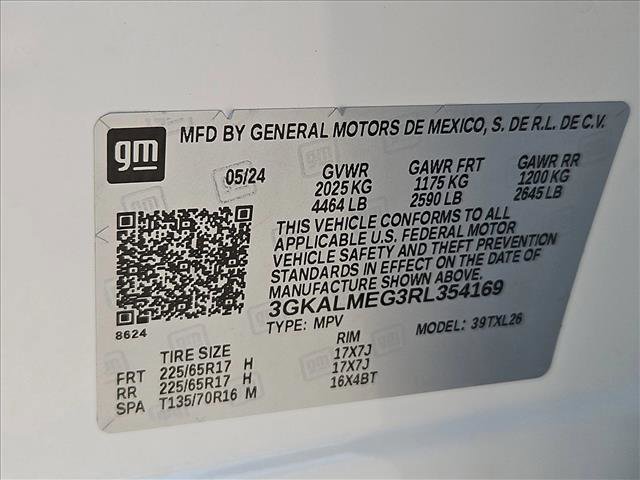 gm
MFD BY GENERAL MOTORS DE MEXICO, S. DE R.L. DE C.V.
05/24 GVWR GAWR FRT GAWR RR
2025 KG 1175 KG 1200 KG
4464 LB 2590 LB 2645 LB
THIS VEHICLE CONFORMS TO ALL
APPLICABLE U.S. FEDERAL MOTOR
VEHICLE SAFETY AND THEFT PREVENTION
STANDARDS IN EFFECT ON THE DATE OF
MANUFACTURE SHOWN ABOVE.
3GKALMEG3RL354169
8624
TYPE: MPV MODEL: 39TXL26
TIRE SIZE RIM
FRT 225/65R17 H 17X7J
RR 225/65R17 H 17X7J
SPA T135/70R16 M 16X4BT